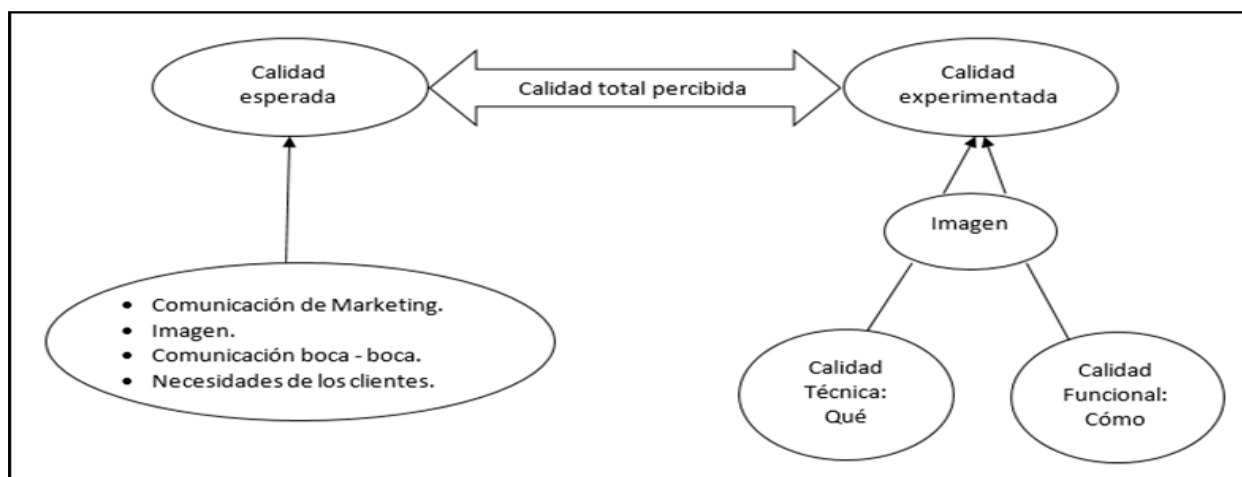 Calidad
esperada
Calidad total percibida
Calidad
experimentada
Imagen
• Comunicación de Marketing.
• Imagen.
• Comunicación boca - boca.
• Necesidades de los clientes.
Calidad
Técnica:
Qué
Calidad
Funcional:
Cómo